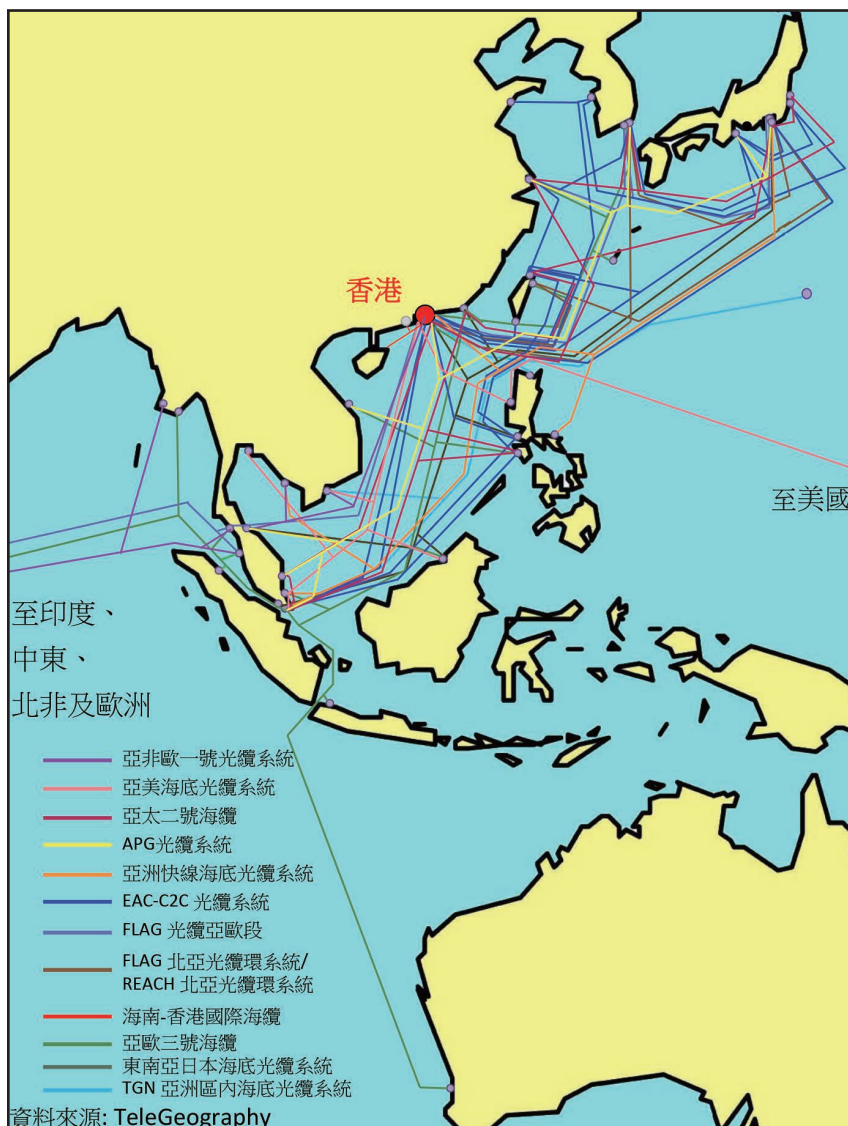 香港
至美國
至印度、
中東、
北非及歐洲
亞非歐一號光纜系統
亞美海底光纜系統
亞太二號海纜
APG光纜系統
亞洲快線海底光纜系統
EAC-C2C 光纜系統
FLAG 光纜亞歐段
FLAG 北亞光纜環系統/
REACH 北亞光纜環系統
海南-香港國際海纜
亞歐三號海纜
東南亞日本海底光纜系統
TGN 亞洲區內海底光纜系統
資料來源: TeleGeography